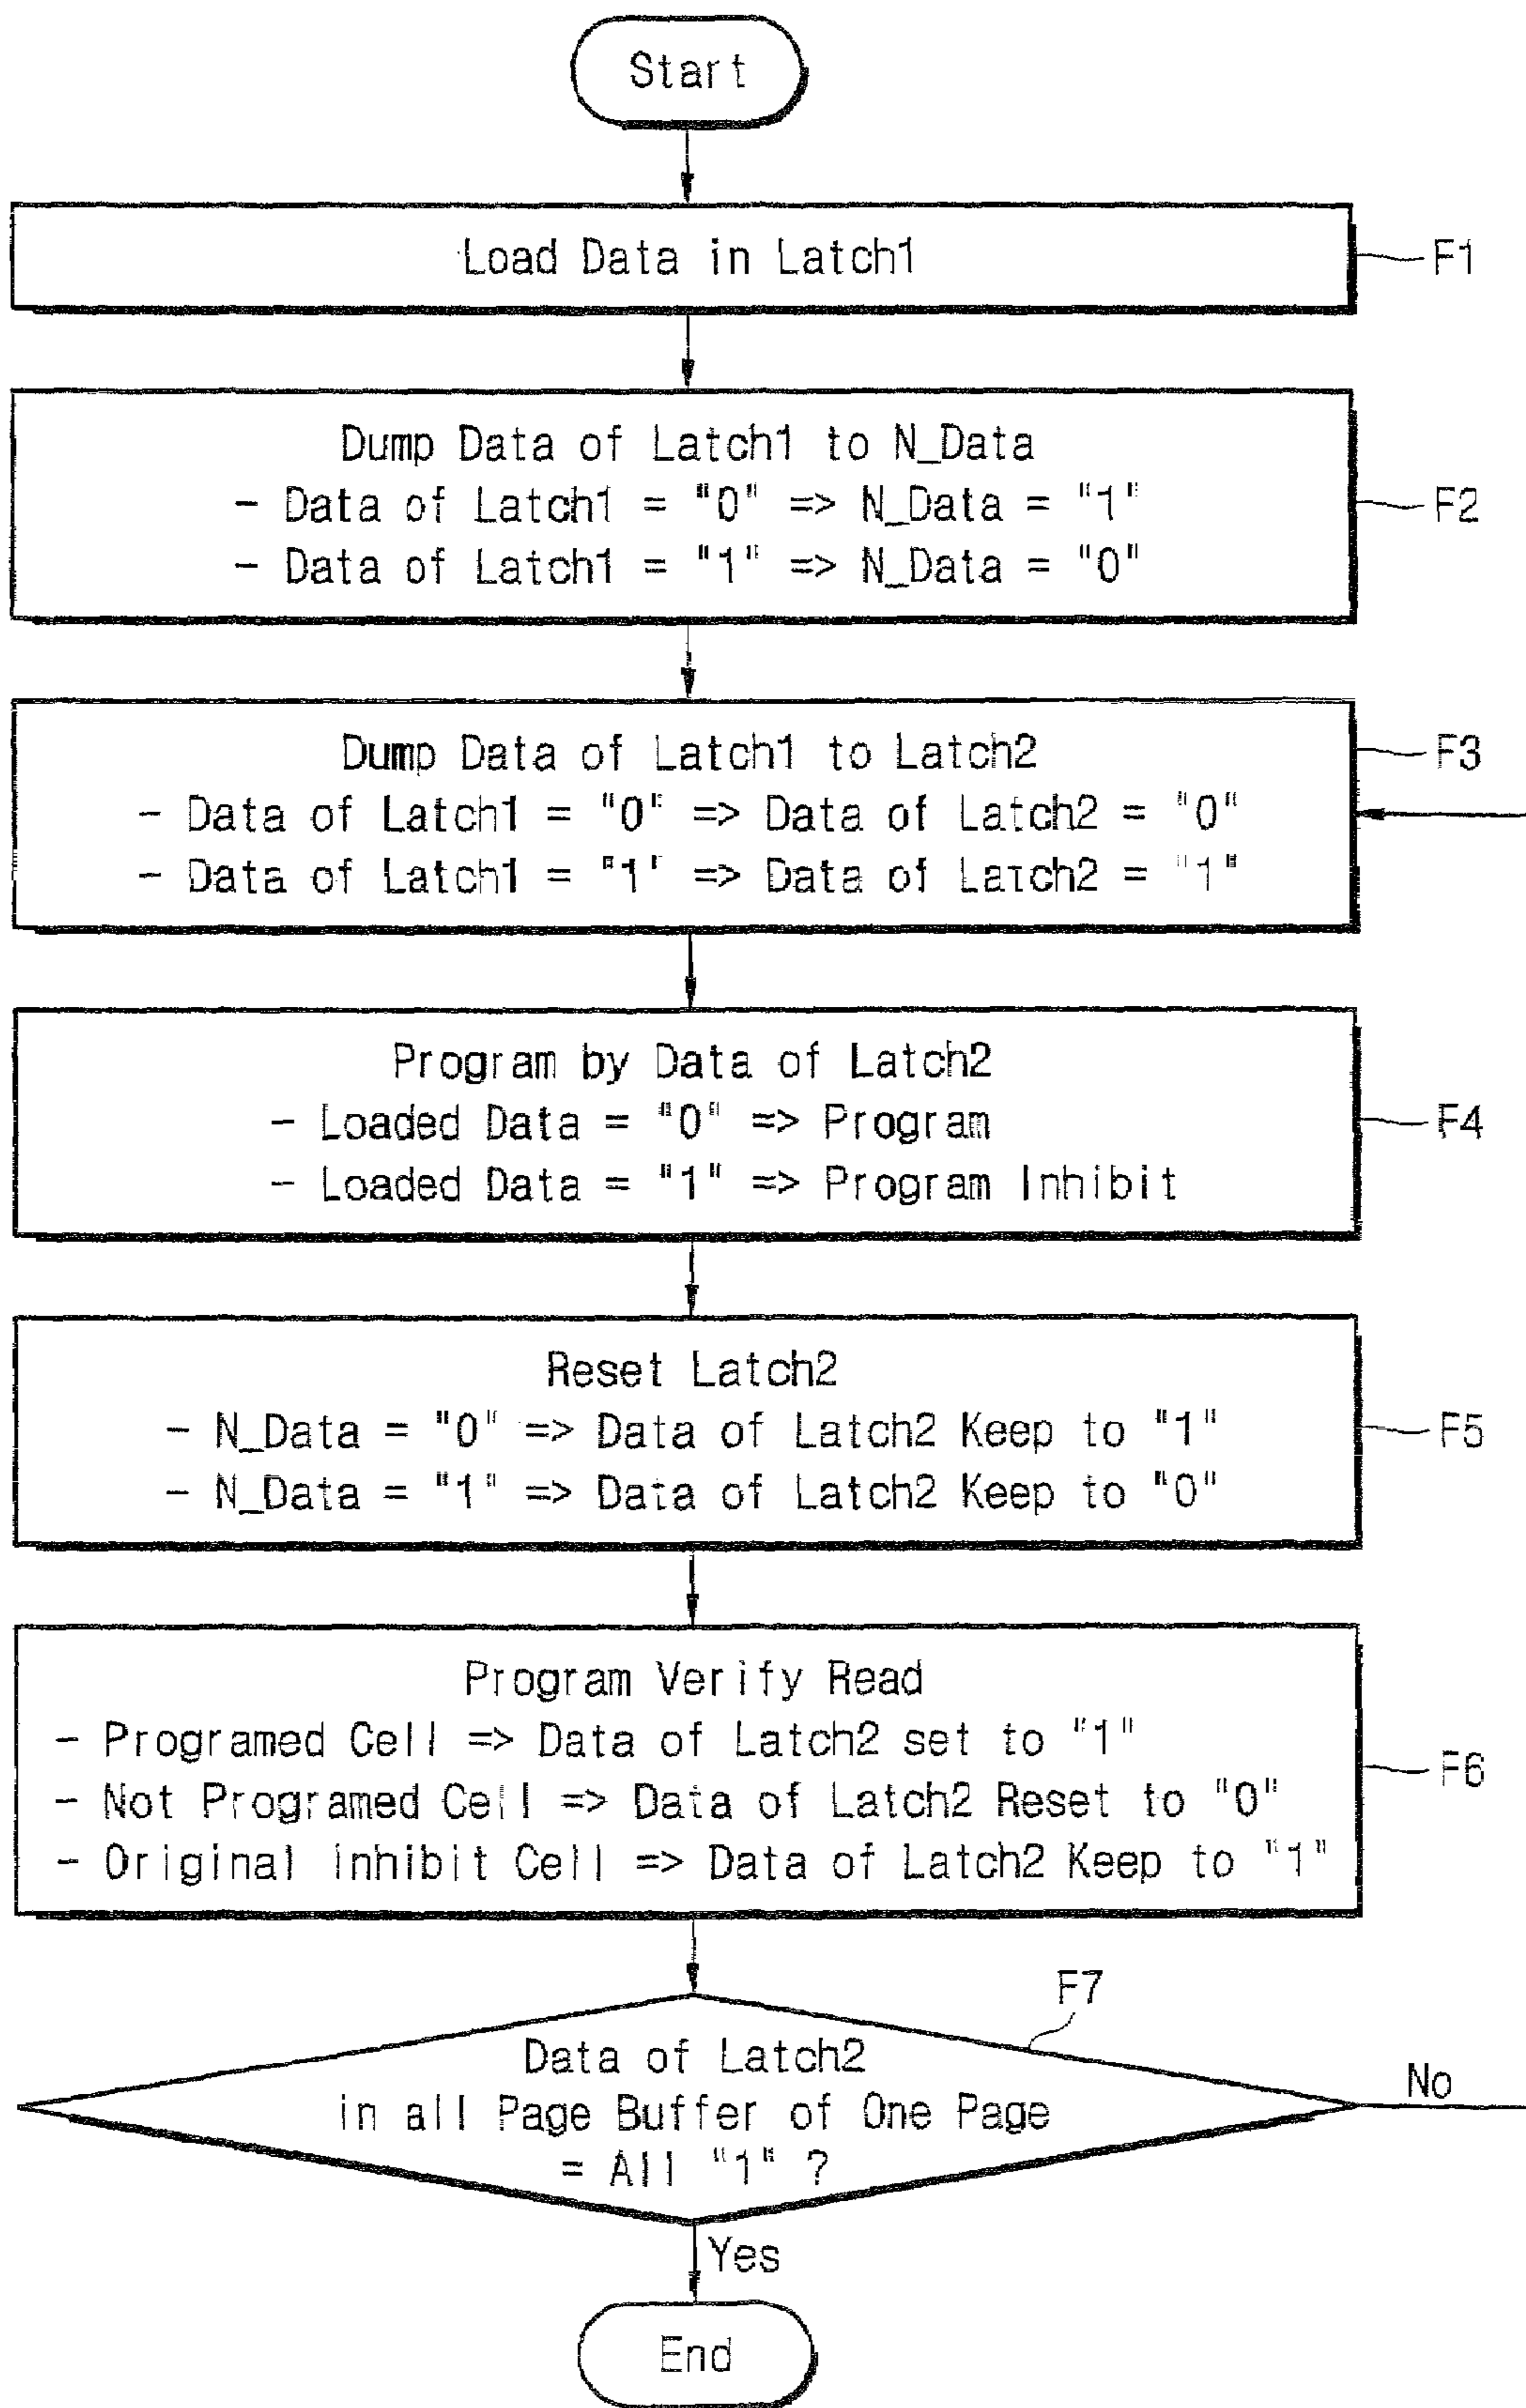 Start
Load Data in Latch1
F1
Dump Data of Latch1 to N_Data
- Data of Latch1 = "0" => N_Data = "1"
- Data of Latch1 = "1" => N_Data = "0"
F2
Dump Data of Latch1 to Latch2
- Data of Latch1 = "0" => Data of Latch2 = "0"
- Data of Latch1 = "1" => Data of Latch2 = "1"
F3
Program by Data of Latch2
- Loaded Data = "0" => Program
- Loaded Data = "1" => Program Inhibit
F4
Reset Latch2
- N_Data = "0" => Data of Latch2 Keep to "1"
- N_Data = "1" => Data of Latch2 Keep to "0"
F5
Program Verify Read
- Programed Cell => Data of Latch2 set to "1"
- Not Programed Cell => Data of Latch2 Reset to "0"
- Original inhibit Cell => Data of Latch2 Keep to "1"
F6
F7
Data of Latch2
in all Page Buffer of One Page
= All "1" ?
No
Yes
End